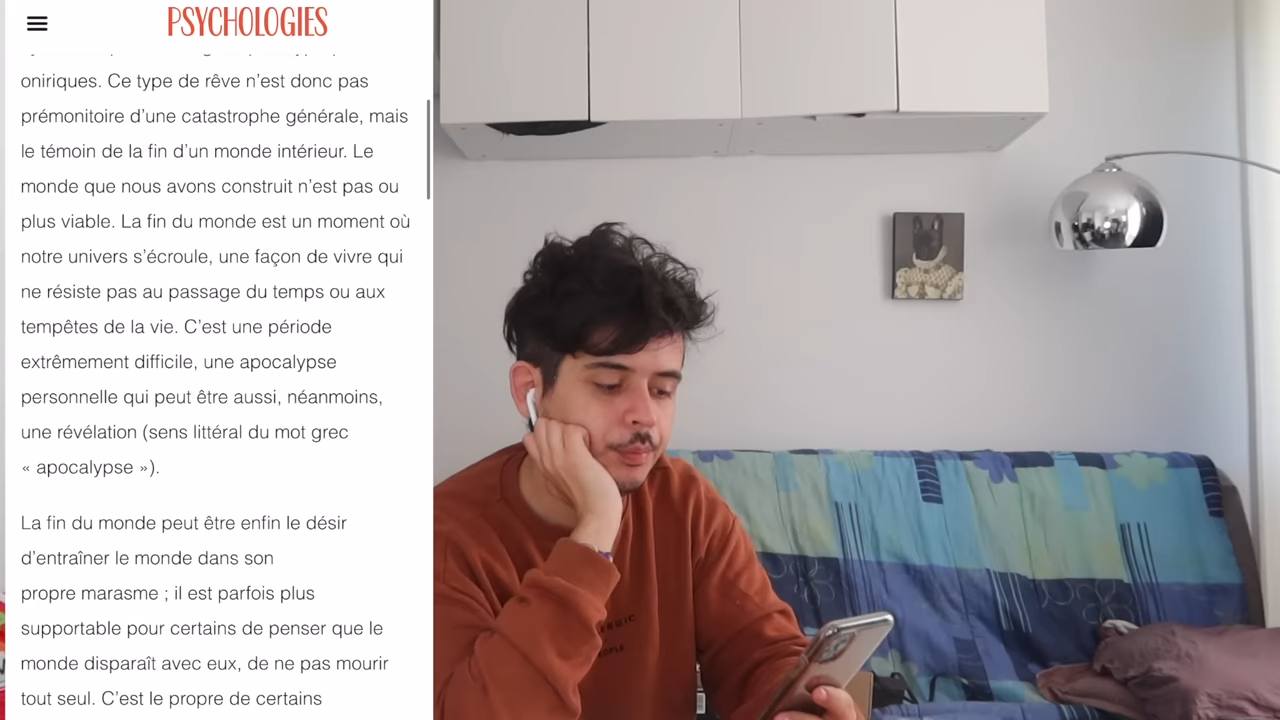 PSYCHOLOGIES
oniriques. Ce type de rêve n’est donc pas
prémonitoire d’une catastrophe générale, mais
le témoin de la fin d’un monde intérieur. Le
monde que nous avons construit n’est pas ou
plus viable. La fin du monde est un moment où
notre univers s’écroule, une façon de vivre qui
ne résiste pas au passage du temps ou aux
tempêtes de la vie. C’est une période
extrêmement difficile, une apocalypse
personnelle qui peut être aussi, néanmoins,
une révélation (sens littéral du mot grec
« apocalypse »).
La fin du monde peut être enfin le désir
d’entraîner le monde dans son
propre marasme ; il est parfois plus
supportable pour certains de penser que le
monde disparaît avec eux, de ne pas mourir
tout seul. C’est le propre de certains